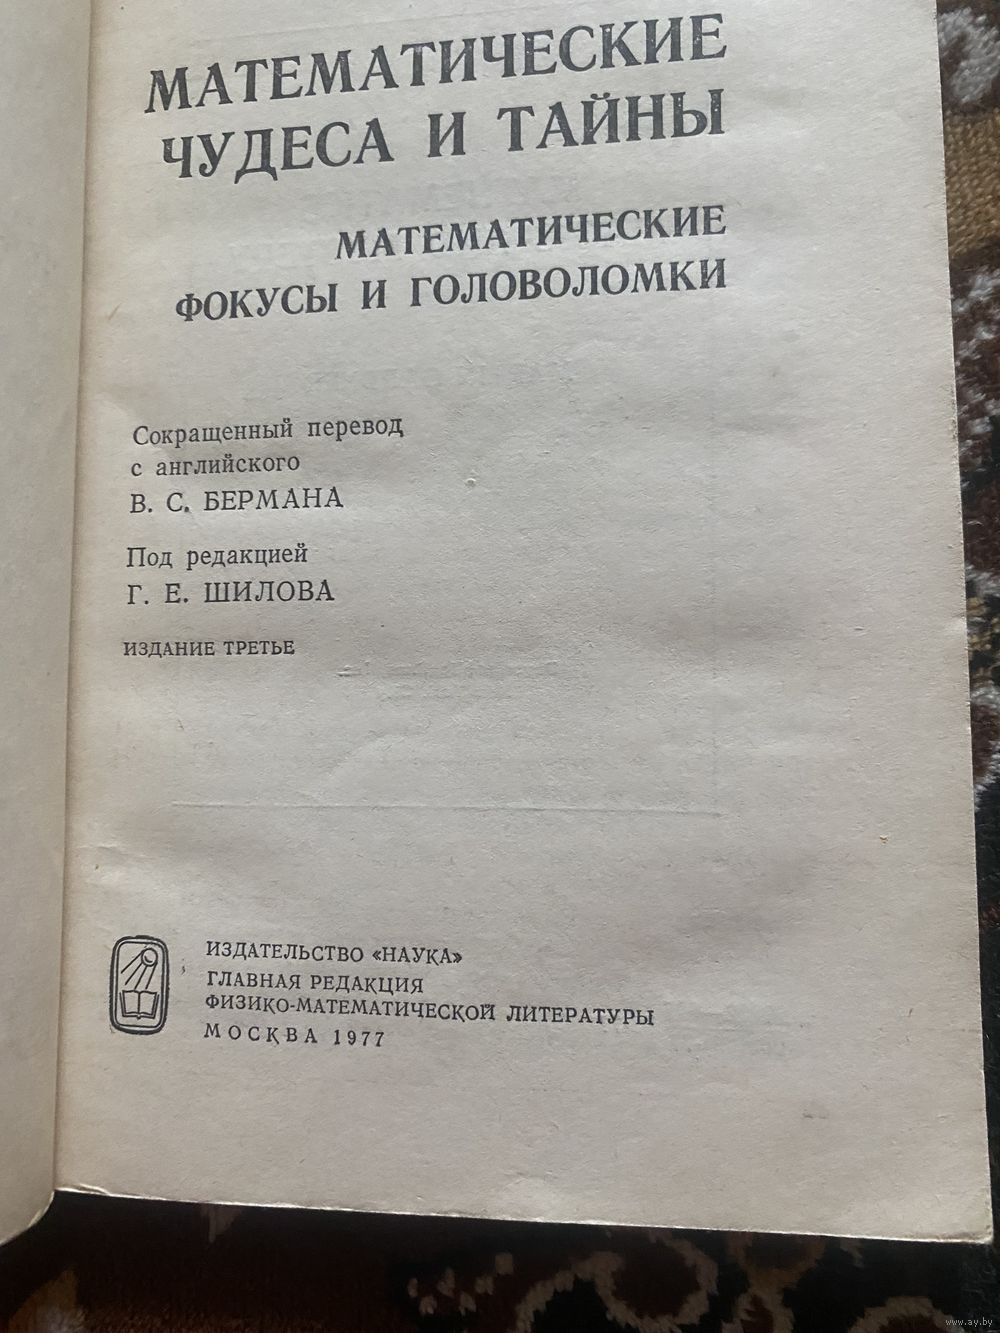 МАТЕМАТИЧЕСКИЕ
ЧУДЕСА И ТАЙНЫ
МАТЕМАТИЧЕСКИЕ
ФОКУСЫ И ГОЛОВОЛОМКИ
Сокращенный перевод
с английского
В. С. БЕРМАНА
Под редакцией
Г. Е. ШИЛОВА
ИЗДАНИЕ ТРЕТЬЕ
ИЗДАТЕЛЬСТВО «НАУКА»
ГЛАВНАЯ РЕДАКЦИЯ
ФИЗИКО-МАТЕМАТИЧЕСКОЙ ЛИТЕРАТУРЫ
МОСКВА 1977
www.ay.by